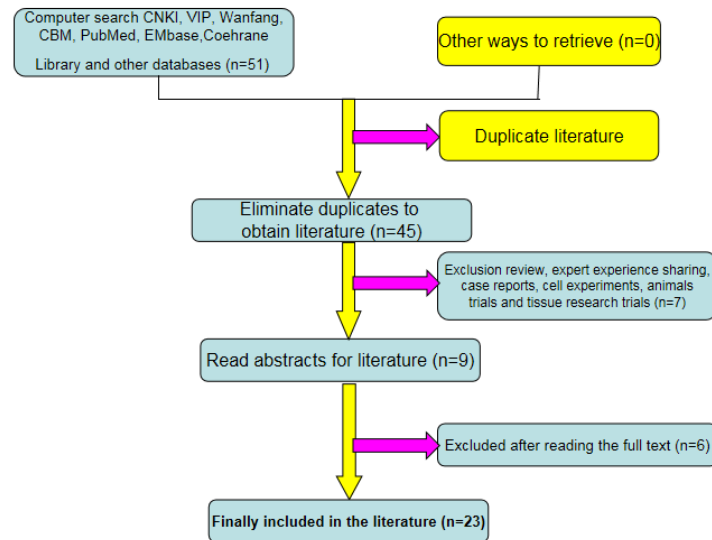 Computer search CNKI, VIP, Wanfang,
CBM, PubMed, EMbase,Coehrane
Library and other databases (n=51)
Other ways to retrieve (n=0)
Duplicate literature
Eliminate duplicates to
obtain literature (n=45)
Exclusion review, expert experience sharing,
case reports, cell experiments, animals
trials and tissue research trials (n=7)
Read abstracts for literature (n=9)
Excluded after reading the full text (n=6)
Finally included in the literature (n=23)